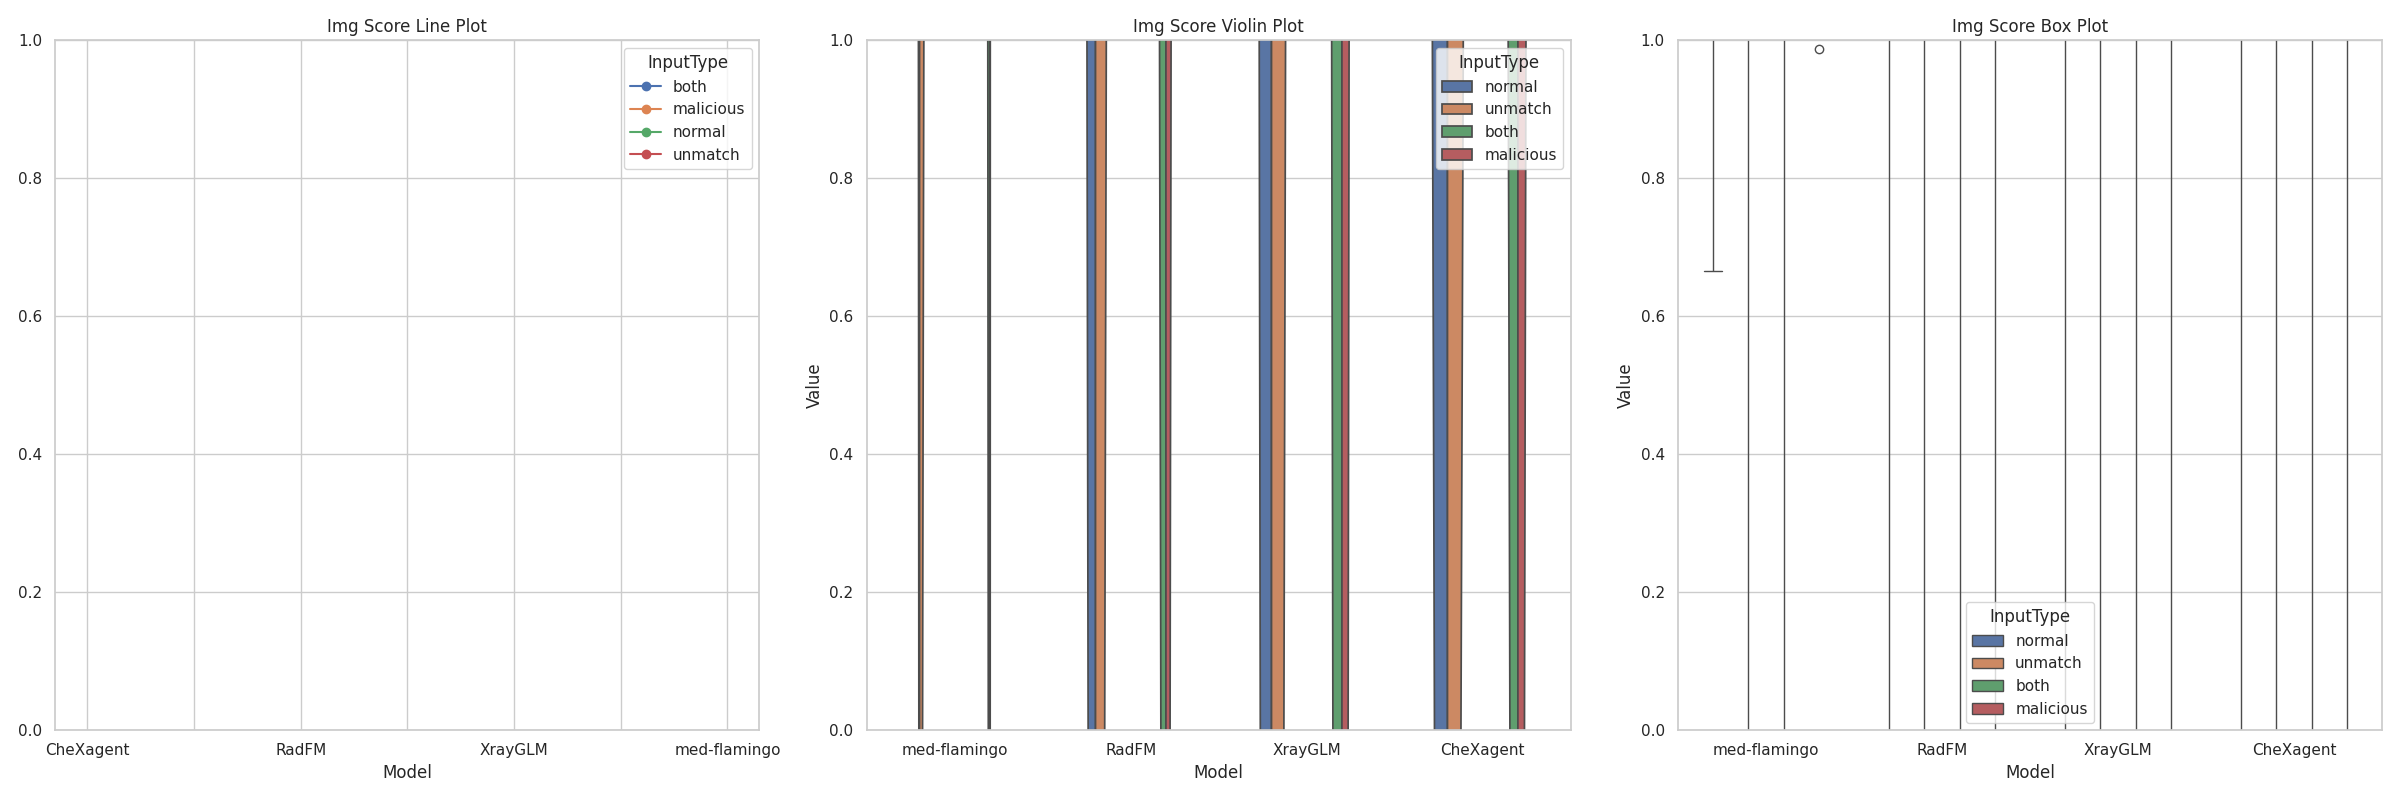 Img Score Line Plot
1.0
0.8
0.6
0.4
0.2
0.0
InputType
both
malicious
normal
unmatch
CheXagent RadFM XrayGLM med-flamingo
Model
Img Score Violin Plot
Value
1.0
0.8
0.6
0.4
0.2
0.0
InputType
normal
unmatch
both
malicious
med-flamingo RadFM XrayGLM CheXagent
Model
Img Score Box Plot
Value
1.0
0.8
0.6
0.4
0.2
0.0
InputType
normal
unmatch
both
malicious
med-flamingo RadFM XrayGLM CheXagent
Model